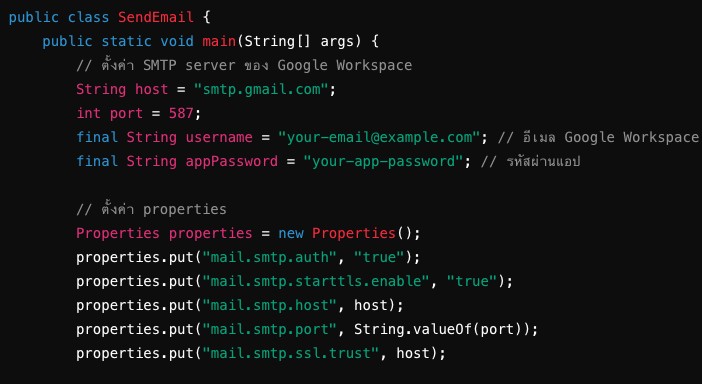 public class SendEmail {
public static void main(String[] args) {
// ตั้งค่า SMTP server ของ Google Workspace
String host = "smtp.gmail.com";
int port = 587;
final String username = "your-email@example.com"; // อีเมล Google Workspace
final String appPassword = "your-app-password"; // รหัสผ่านแอป
// ตั้งค่า properties
Properties properties = new Properties();
properties.put("mail.smtp.auth", "true");
properties.put("mail.smtp.starttls.enable", "true");
properties.put("mail.smtp.host", host);
properties.put("mail.smtp.port", String.valueOf(port));
properties.put("mail.smtp.ssl.trust", host);